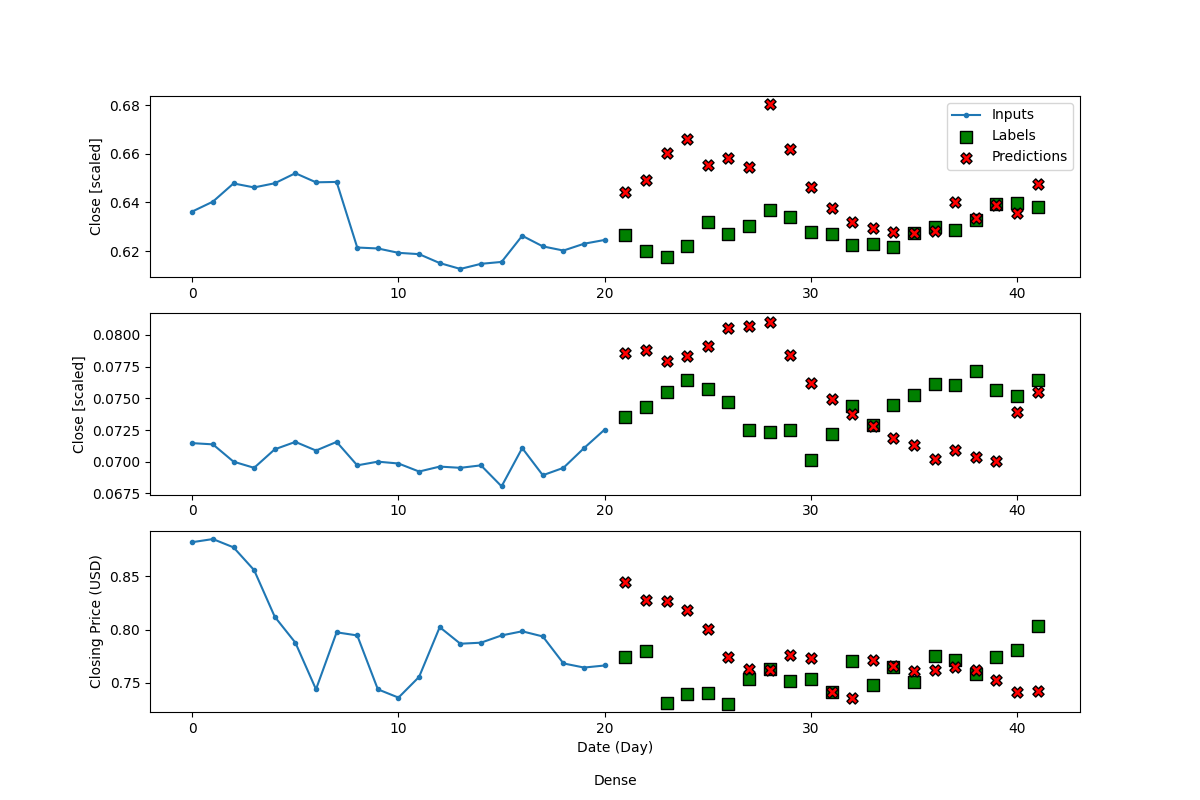 Close [scaled]
0.68
0.66
0.64
0.62
Inputs
Labels
Predictions
0 10 20 30 40
Close [scaled]
0.0800
0.0775
0.0750
0.0725
0.0700
0.0675
0 10 20 30 40
Closing Price (USD)
0.85
0.80
0.75
0 10 20 30 40
Date (Day)
Dense